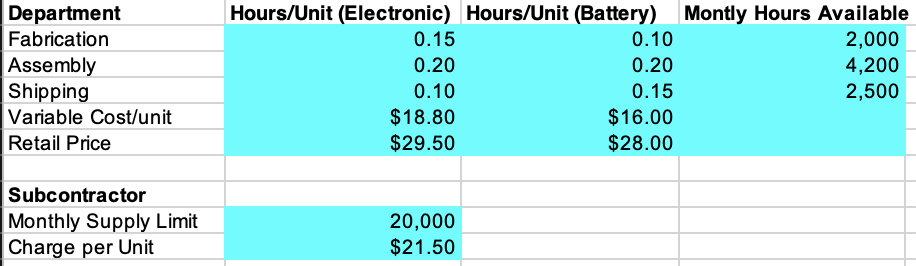 Department Hours/Unit (Electronic) Hours/Unit (Battery) Montly Hours Available
Fabrication 0.15 0.10 2,000
Assembly 0.20 0.20 4,200
Shipping 0.10 0.15 2,500
Variable Cost/unit $18.80 $16.00
Retail Price $29.50 $28.00
Subcontractor
Monthly Supply Limit 20,000
Charge per Unit $21.50